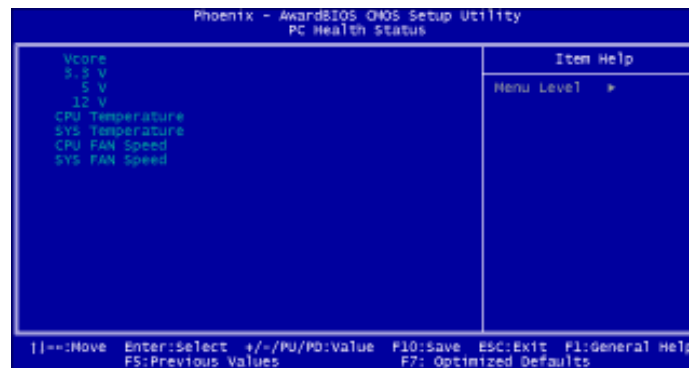 Phoenix - AwardBIOS CMOS Setup Utility
PC Health Status
Vcore
3.3 V
5 V
12 V
CPU Temperature
SYS Temperature
CPU FAN Speed
SYS FAN Speed
Item Help
Menu Level ▸
↑↓→←:Move Enter:Select +/-/PU/PD:Value F10:Save ESC:Exit F1:General Help
F5:Previous Values F7: Optimized Defaults